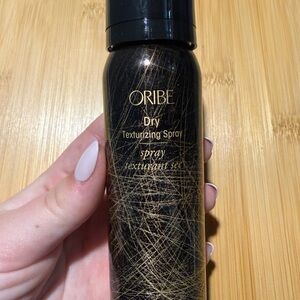 ORIBE
Dry
Texturizing Spray
spray
texturant sec